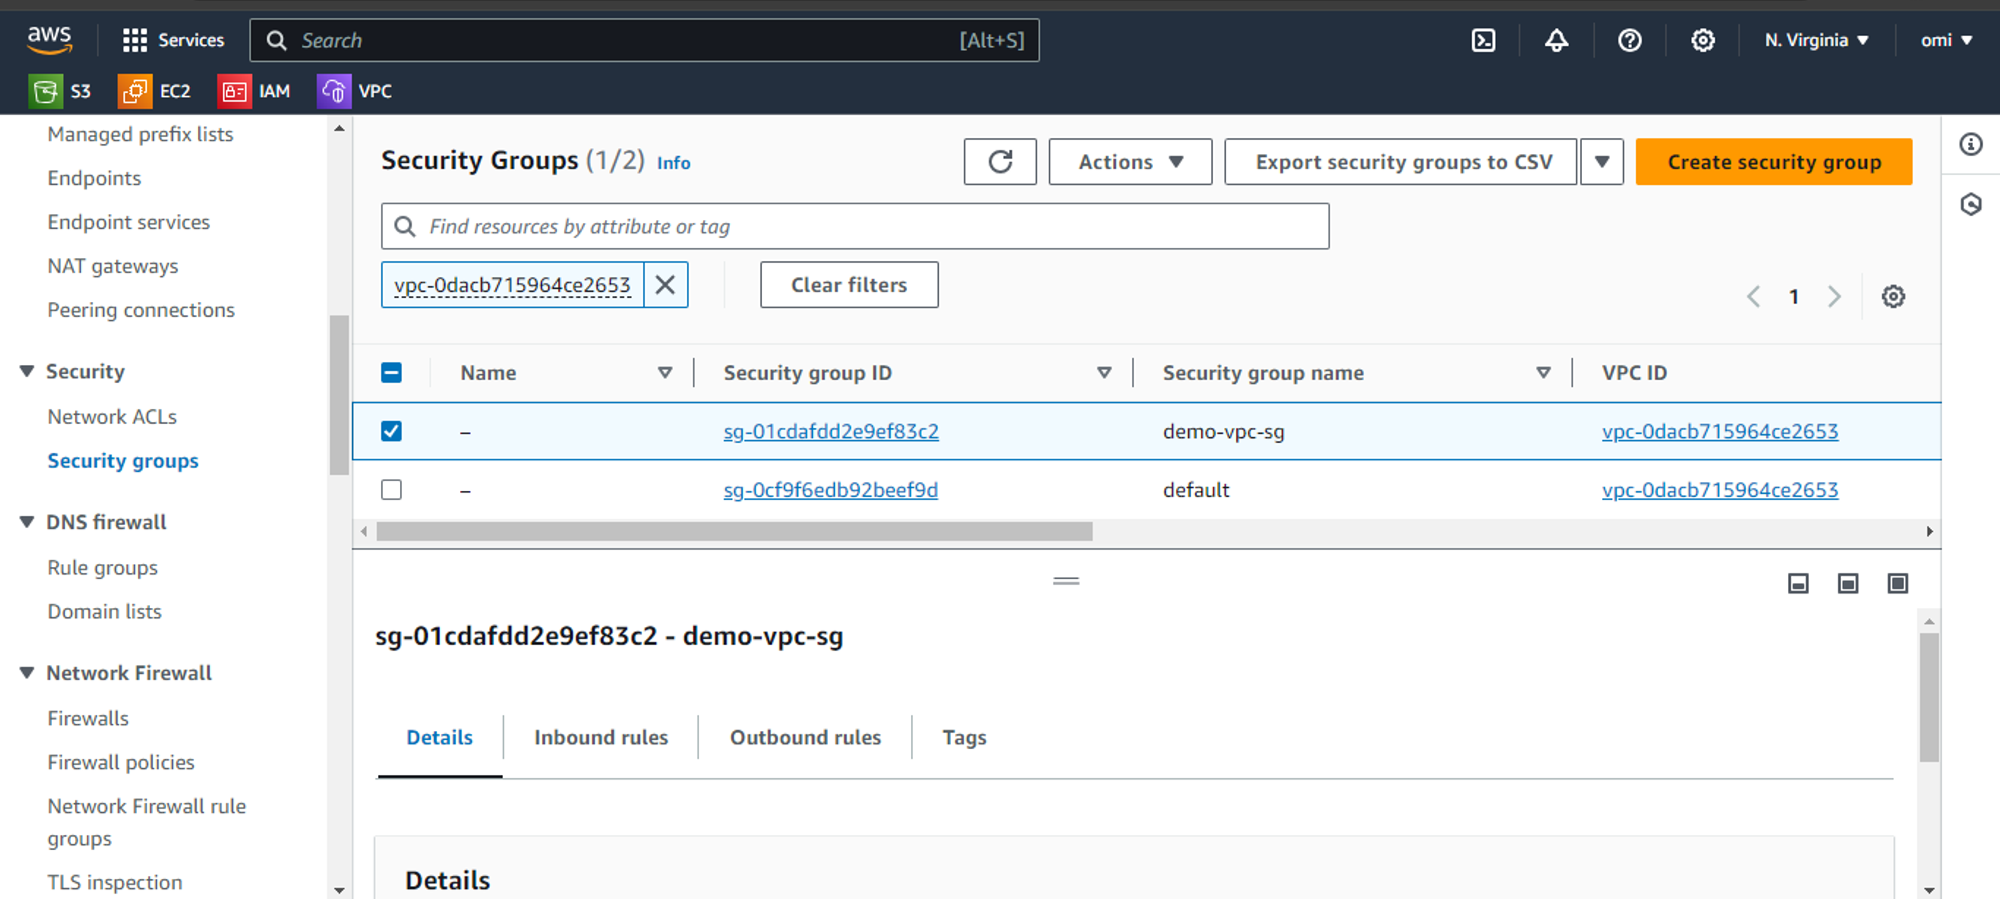 aws
Services
Search
[Alt+S]
N. Virginia
omi
S3
EC2
IAM
VPC
Managed prefix lists
Endpoints
Endpoint services
NAT gateways
Peering connections
Security
Network ACLs
Security groups
DNS firewall
Rule groups
Domain lists
Network Firewall
Firewalls
Firewall policies
Network Firewall rule
groups
TLS inspection
Security Groups (1/2) Info
Actions
Export security groups to CSV
Create security group
Find resources by attribute or tag
vpc-0dacb715964ce2653
Clear filters
1
Name
Security group ID
Security group name
VPC ID
– sg-01cdafdd2e9ef83c2 demo-vpc-sg vpc-0dacb715964ce2653
– sg-0cf9f6edb92beef9d default vpc-0dacb715964ce2653
sg-01cdafdd2e9ef83c2 - demo-vpc-sg
Details
Inbound rules
Outbound rules
Tags
Details